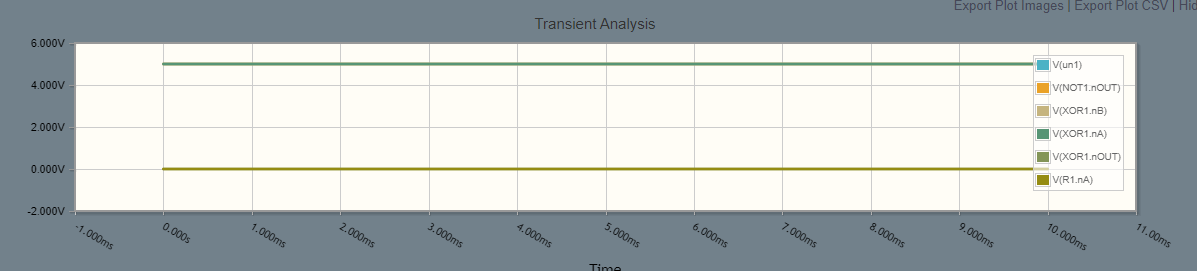 Export Plot Images | Export Plot CSV | Hid
Transient Analysis
6.000V
4.000V
2.000V
0.000V
-2.000V
V(un1)
V(NOT1.nOUT)
V(XOR1.nB)
V(XOR1.nA)
V(XOR1.nOUT)
V(R1.nA)
-1.000ms
0.000s
1.000ms
2.000ms
3.000ms
4.000ms
5.000ms
6.000ms
7.000ms
8.000ms
9.000ms
10.000ms
11.00ms
Time